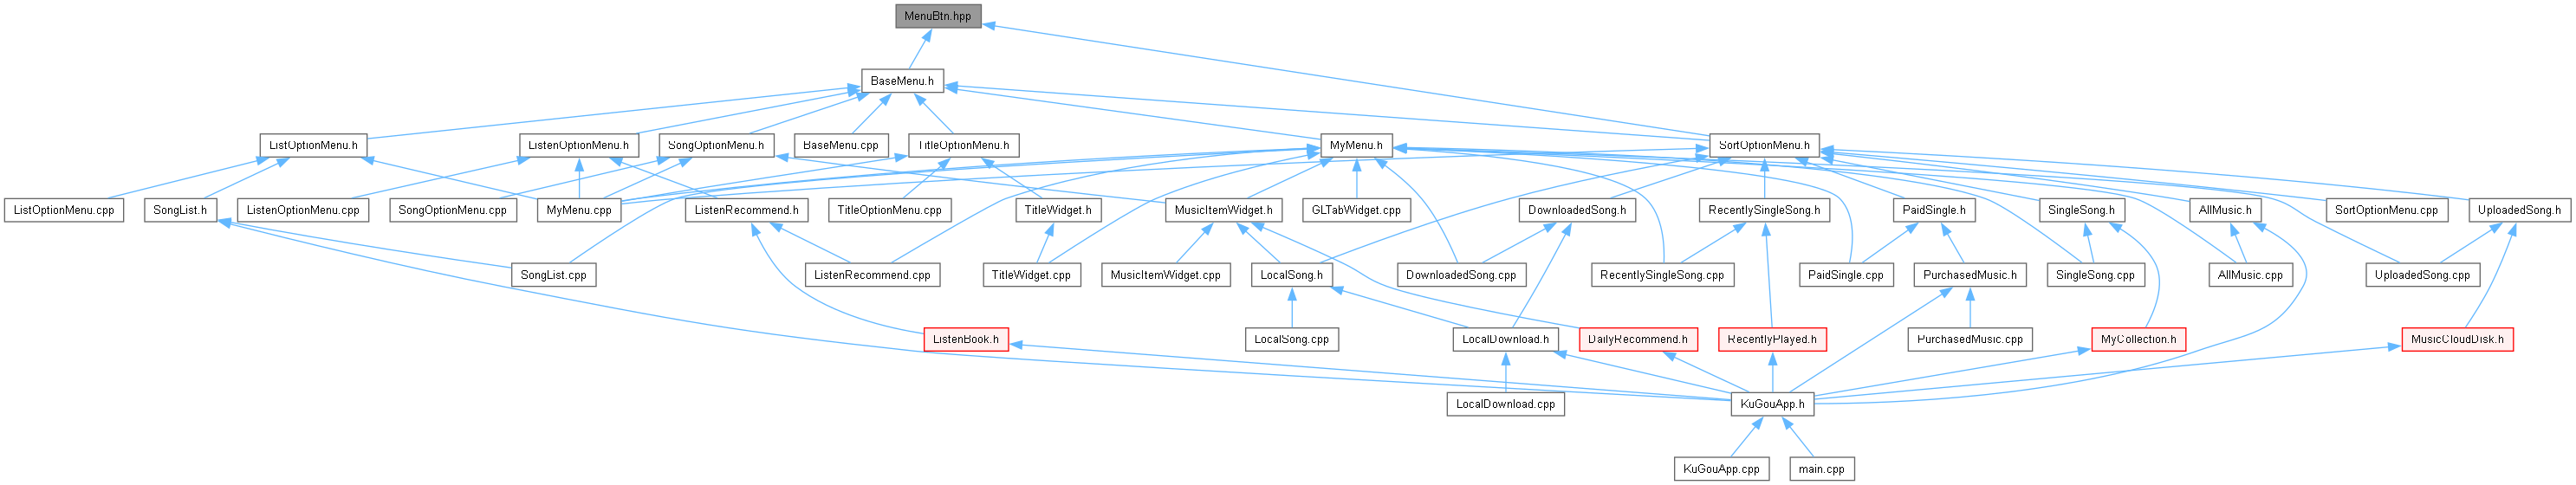 MenuBtn.hpp
BaseMenu.h
ListOptionMenu.h
ListenOptionMenu.h
SongOptionMenu.h
BaseMenu.cpp
TitleOptionMenu.h
MyMenu.h
SortOptionMenu.h
ListOptionMenu.cpp
SongList.h
ListenOptionMenu.cpp
SongOptionMenu.cpp
MyMenu.cpp
ListenRecommend.h
TitleOptionMenu.cpp
TitleWidget.h
MusicItemWidget.h
GLTabWidget.cpp
DownloadedSong.h
RecentlySingleSong.h
PaidSingle.h
SingleSong.h
AllMusic.h
SortOptionMenu.cpp
UploadedSong.h
SongList.cpp
ListenRecommend.cpp
TitleWidget.cpp
MusicItemWidget.cpp
LocalSong.h
DownloadedSong.cpp
RecentlySingleSong.cpp
PaidSingle.cpp
PurchasedMusic.h
SingleSong.cpp
AllMusic.cpp
UploadedSong.cpp
ListenBook.h
LocalSong.cpp
LocalDownload.h
DailyRecommend.h
RecentlyPlayed.h
PurchasedMusic.cpp
MyCollection.h
MusicCloudDisk.h
LocalDownload.cpp
KuGouApp.h
KuGouApp.cpp
main.cpp